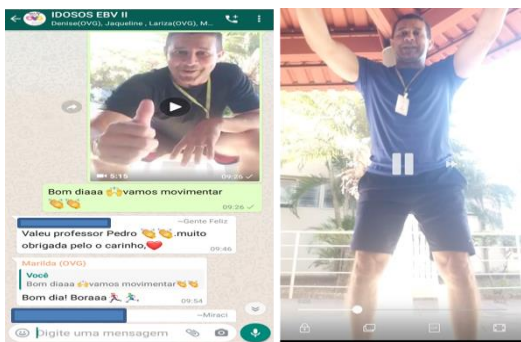 IDOSOS EBV II
Denise(OVG), Jaqueline , Lariza(OVG), M...
5:15
09:26
Bom diaaa vamos movimentar
09:26
~Gente Feliz
Valeu professor Pedro .muito
obrigada pelo o carinho,
09:46
Marilda (OVG)
Você
Bom diaaa vamos movimentar
Bom dia! Boraaa
09:54
~Miraci
Digite uma mensagem